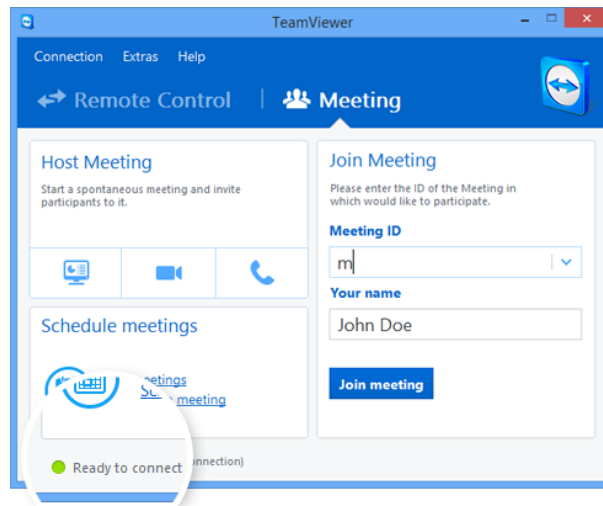 TeamViewer
Connection Extras Help
Remote Control | Meeting
Host Meeting
Start a spontaneous meeting and invite
participants to it.
Join Meeting
Please enter the ID of the Meeting in
which would like to participate.
Meeting ID
m
Your name
John Doe
Join meeting
Schedule meetings
meeting
Ready to connect